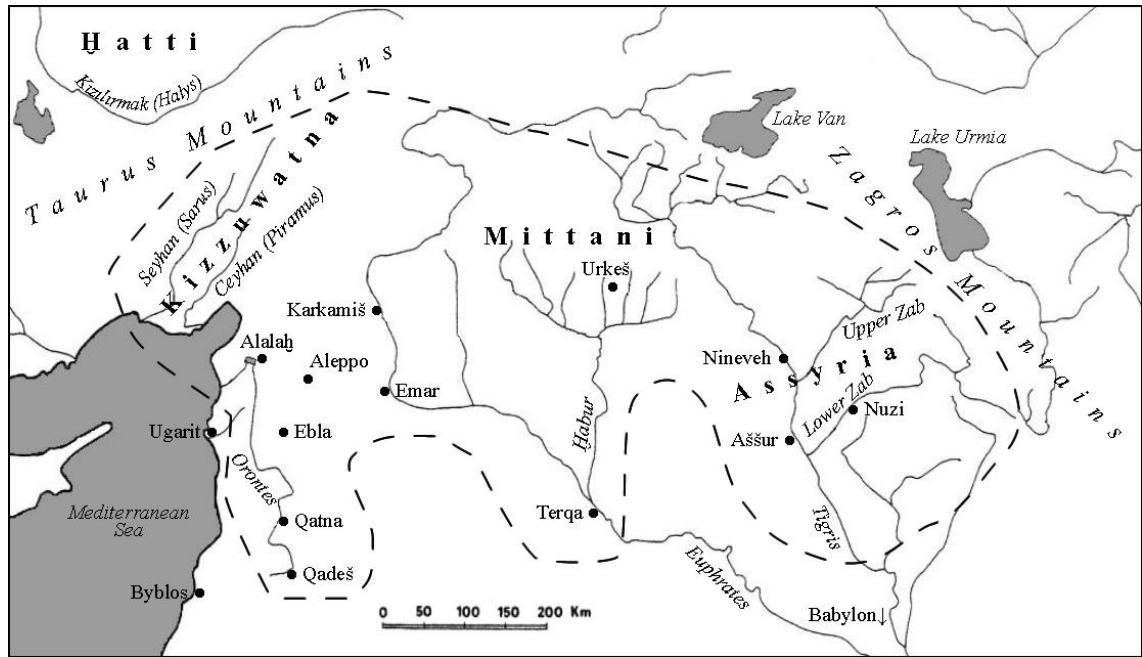 Ḫatti
Kızılırmak (Halys)
Taurus Mountains
Lake Van
Lake Urmia
Zagros Mountains
Kizzuwatna
Seyhan (Sarus)
Ceyhan (Piramus)
Mittani
Urkeš
Karkamiš
Upper Zab
Alalaḫ
Nineveh
Aleppo
Assyria
Emar
Lower Zab
Nuzi
Ugarit
Ebla
Ḫabur
Aššur
Orontes
Mediterranean
Sea
Qatna
Terqa
Tigris
Qadeš
Euphrates
Byblos
0 50 100 150 200 Km
Babylon↓